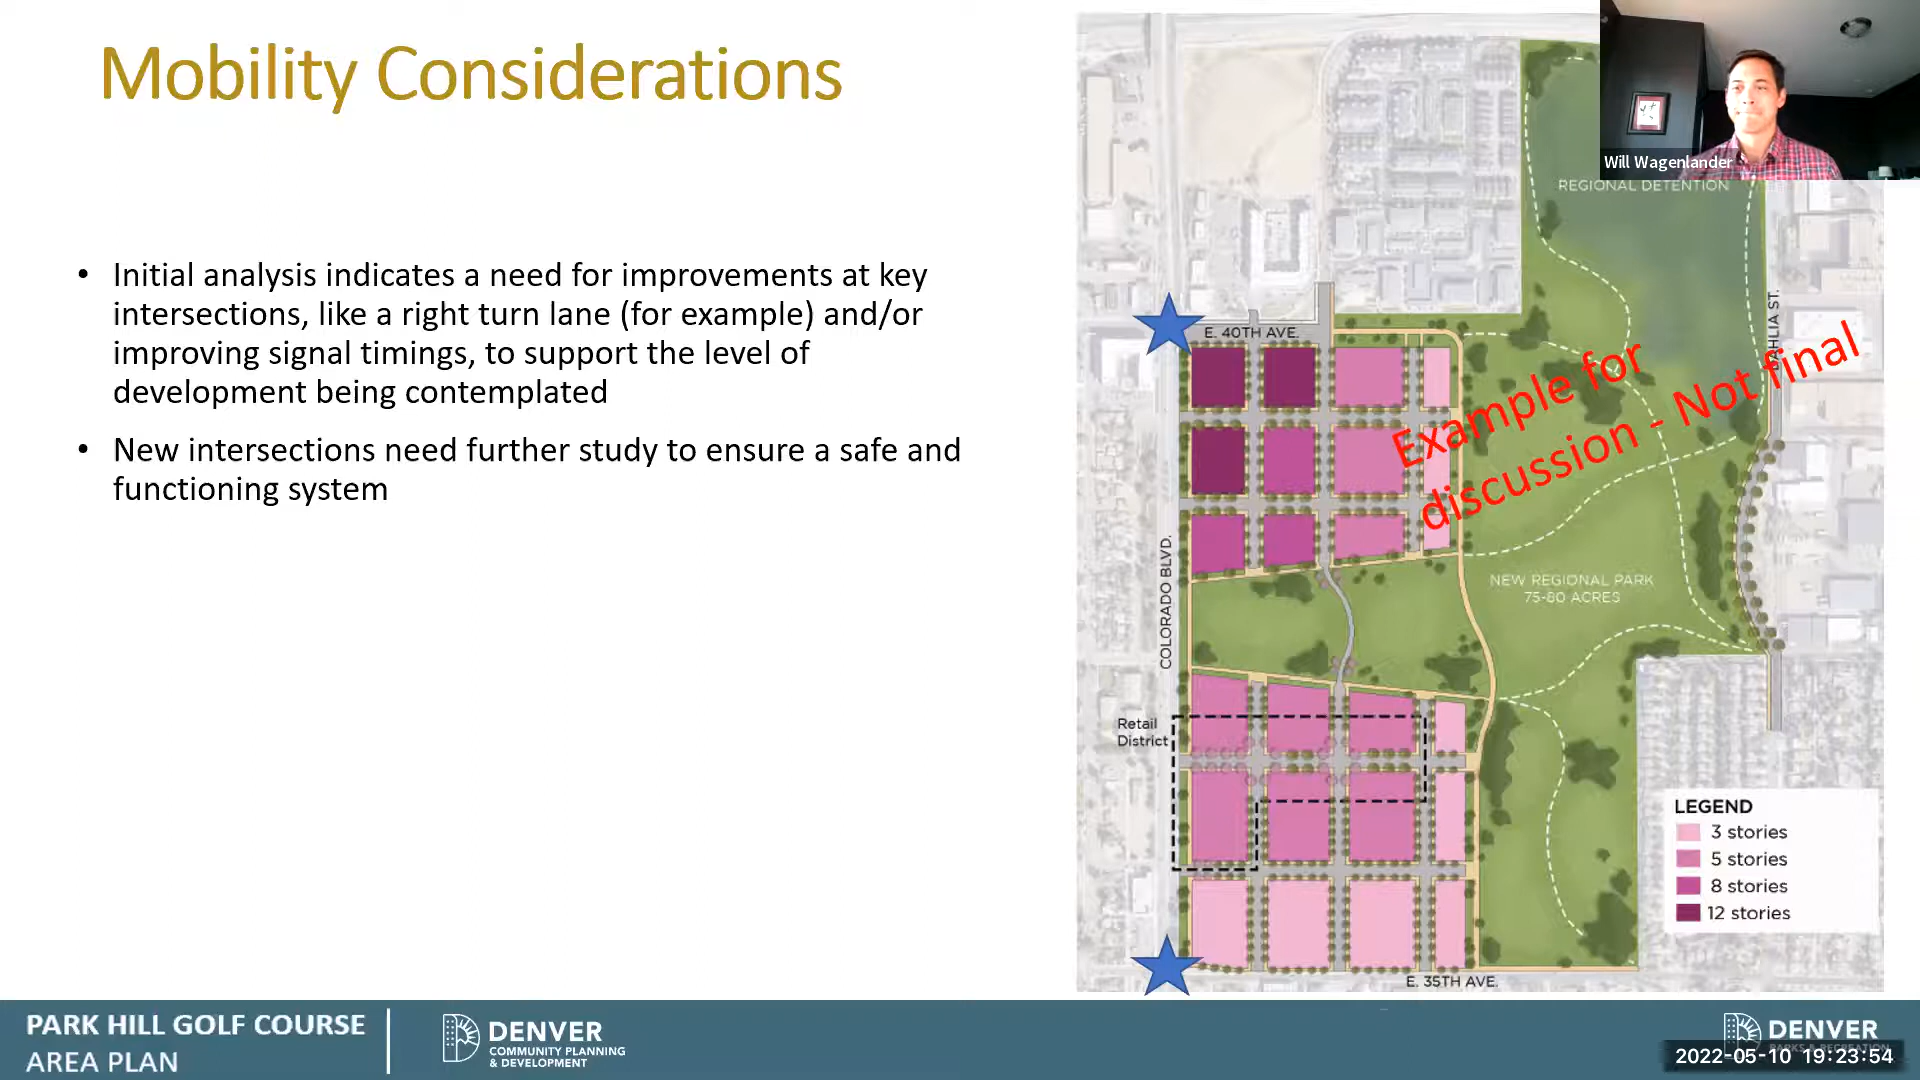 Mobility Considerations
• Initial analysis indicates a need for improvements at key
intersections, like a right turn lane (for example) and/or
improving signal timings, to support the level of
development being contemplated
• New intersections need further study to ensure a safe and
functioning system
Will Wagenlander
REGIONAL DETENTION
DAHLIA ST.
E. 40TH AVE.
Example for
discussion - Not final
COLORADO BLVD.
NEW REGIONAL PARK
75-80 ACRES
Retail
District
LEGEND
3 stories
5 stories
8 stories
12 stories
E. 35TH AVE.
PARK HILL GOLF COURSE
AREA PLAN
DENVER
COMMUNITY PLANNING
& DEVELOPMENT
DENVER
PARKS & RECREATION
2022-05-10 19:23:54